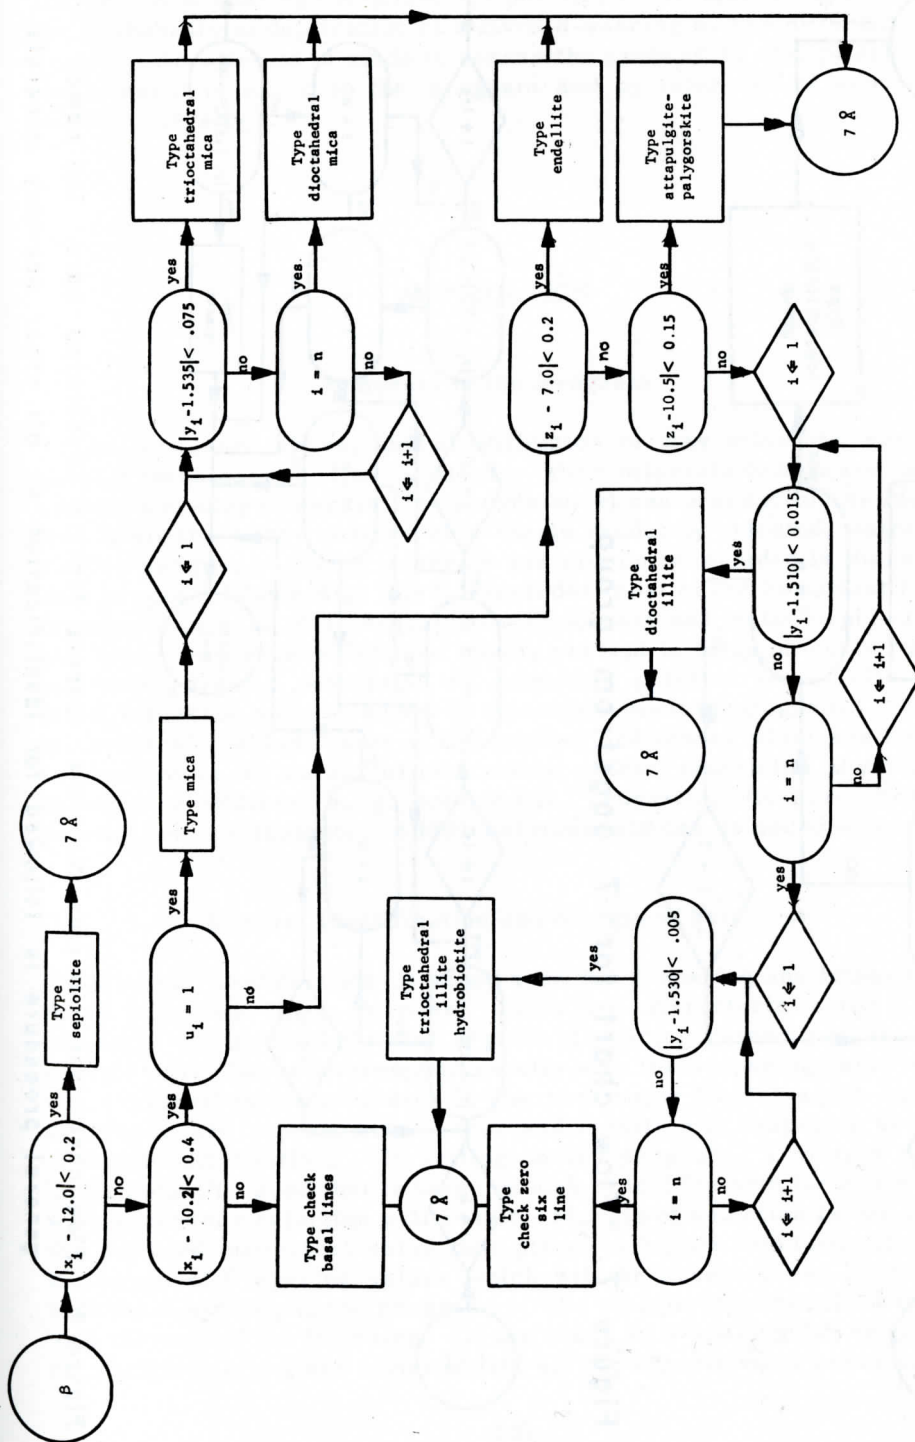 β
|x_i - 12.0|< 0.2
yes
Type
sepiolite
7 Å
no
|x_i - 10.2|< 0.4
yes
u_i = 1
yes
Type mica
i ⇐ 1
|y_i-1.535|< .075
yes
Type
trioctahedral
mica
no
i = n
yes
Type
dioctahedral
mica
no
i ⇐ i+1
no
|z_i - 7.0|< 0.2
yes
Type
endellite
no
|z_i-10.5|< 0.15
yes
Type
attapulgite-
palygorskite
7 Å
no
i ⇐ 1
|y_i-1.510|< 0.015
yes
Type
dioctahedral
illite
7 Å
no
i = n
no
i ⇐ i+1
yes
i ⇐ 1
|y_i-1.530|< .005
yes
Type
trioctahedral
illite
hydrobiotite
no
i = n
no
i ⇐ i+1
yes
Type
check zero
six
line
7 Å
no
Type check
basal lines